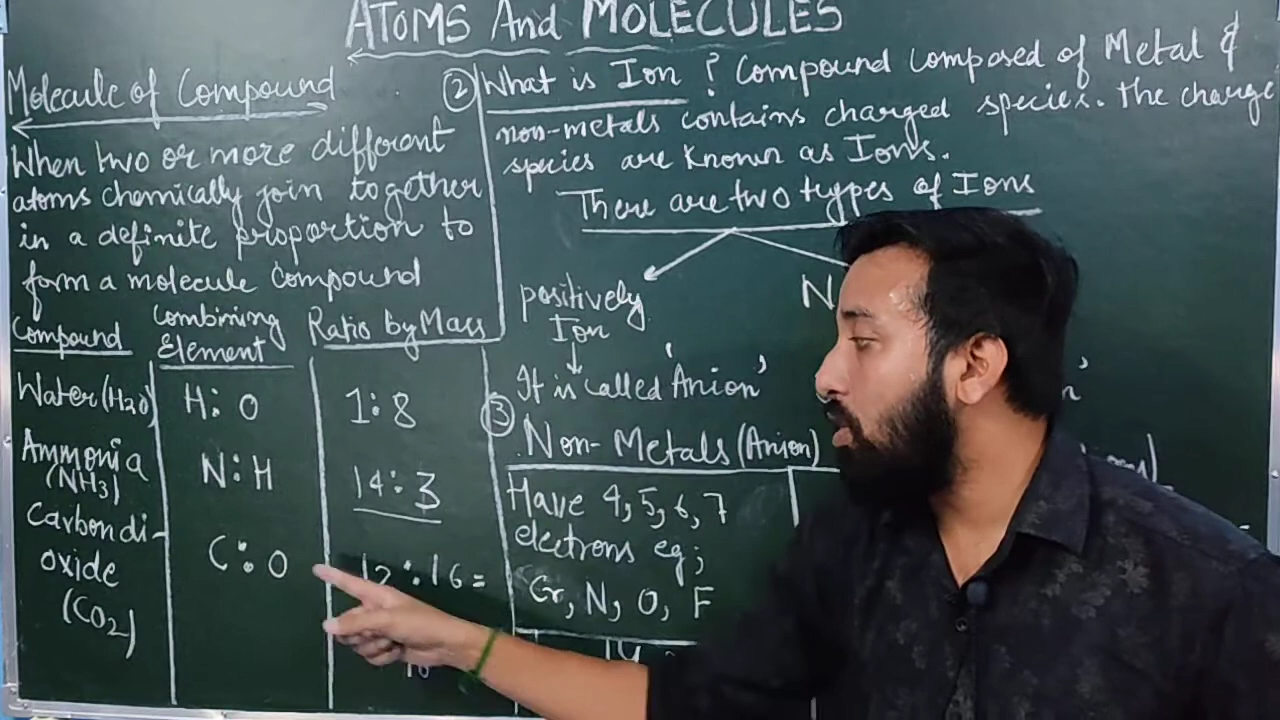 ATOMS And MOLECULES
Molecule of Compound
When two or more different
atoms chemically join together
in a definite proportion to
form a molecule compound
Compound
Combining Element
Ratio by Mass
Water (H2O)
H: O
1:8
Ammonia (NH3)
N:H
14:3
Carbondi-
oxide
(CO2)
C:O
12:16=
② What is Ion ? Compound composed of Metal &
non-metals contains charged species. The charge
species are known as Ions.
There are two types of Ions
positively
Ion
N
It is called 'Anion'
③ Non-Metals (Anion)
Have 4, 5, 6, 7
electrons eg;
N, O, F